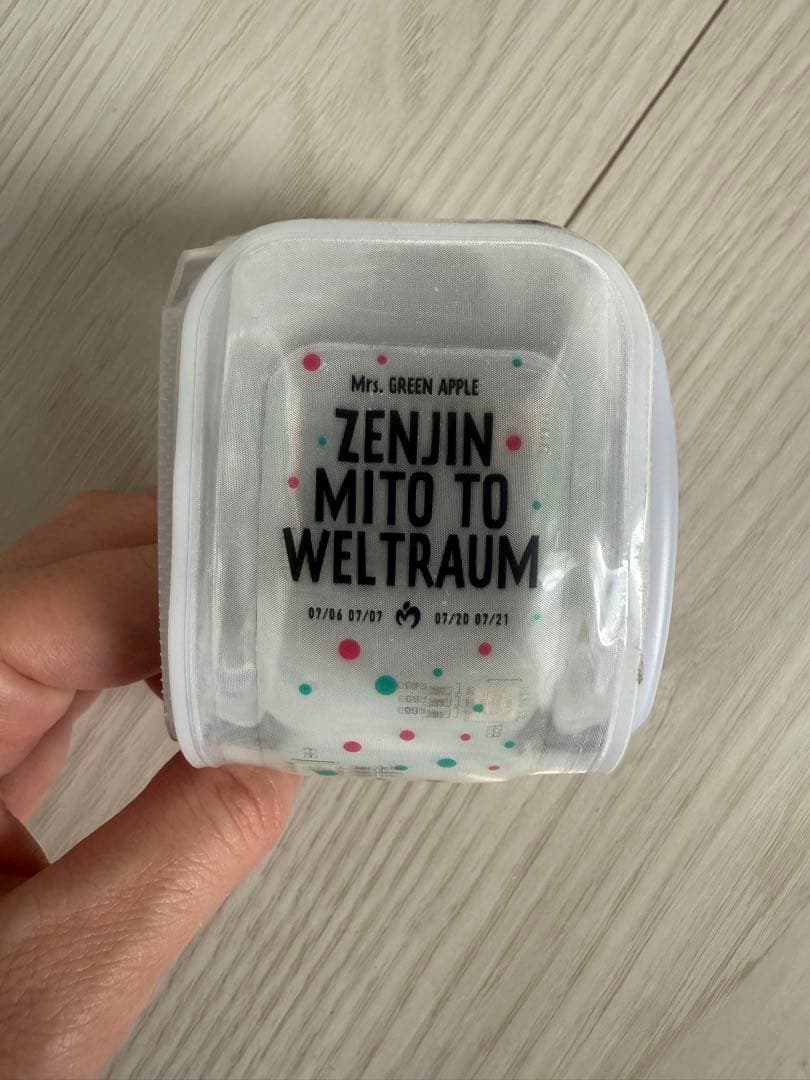 Mrs. GREEN APPLE
ZENJIN
MITO TO
WELTRAUM
07/06 07/07 07/20 07/21